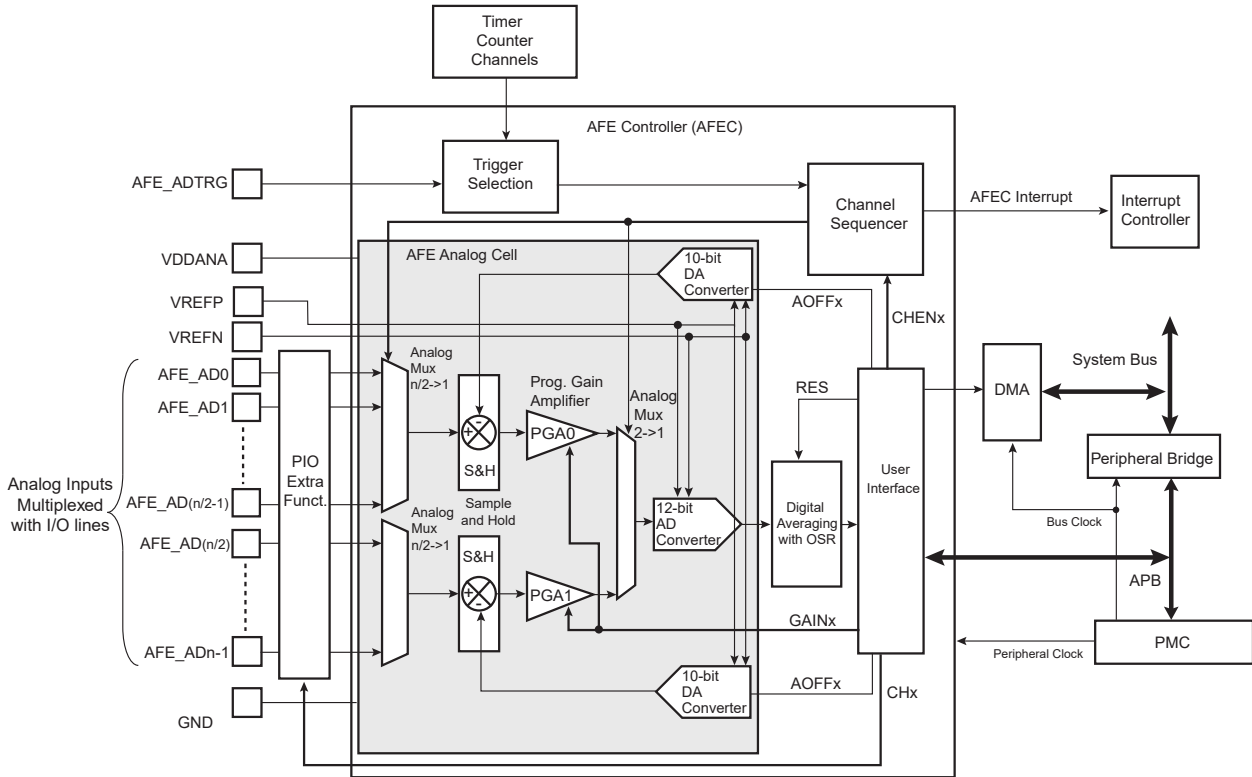 Timer
Counter
Channels
AFE Controller (AFEC)
AFE_ADTRG
Trigger
Selection
Channel
Sequencer
AFEC Interrupt
Interrupt
Controller
VDDANA
AFE Analog Cell
10-bit
DA
Converter
AOFFx
CHENx
VREFP
VREFN
System Bus
AFE_AD0
AFE_AD1
Analog
Mux
n/2->1
Prog. Gain
Amplifier
Analog
Mux
2->1
RES
DMA
+
-
PGA0
S&H
Peripheral Bridge
PIO
Extra
Funct.
User
Interface
Analog Inputs
Multiplexed
with I/O lines
AFE_AD(n/2-1)
AFE_AD(n/2)
Sample
and Hold
Analog
Mux
n/2->1
12-bit
AD
Converter
Digital
Averaging
with OSR
Bus Clock
S&H
+
-
PGA1
APB
GAINx
AFE_ADn-1
PMC
Peripheral Clock
10-bit
DA
Converter
AOFFx
CHx
GND